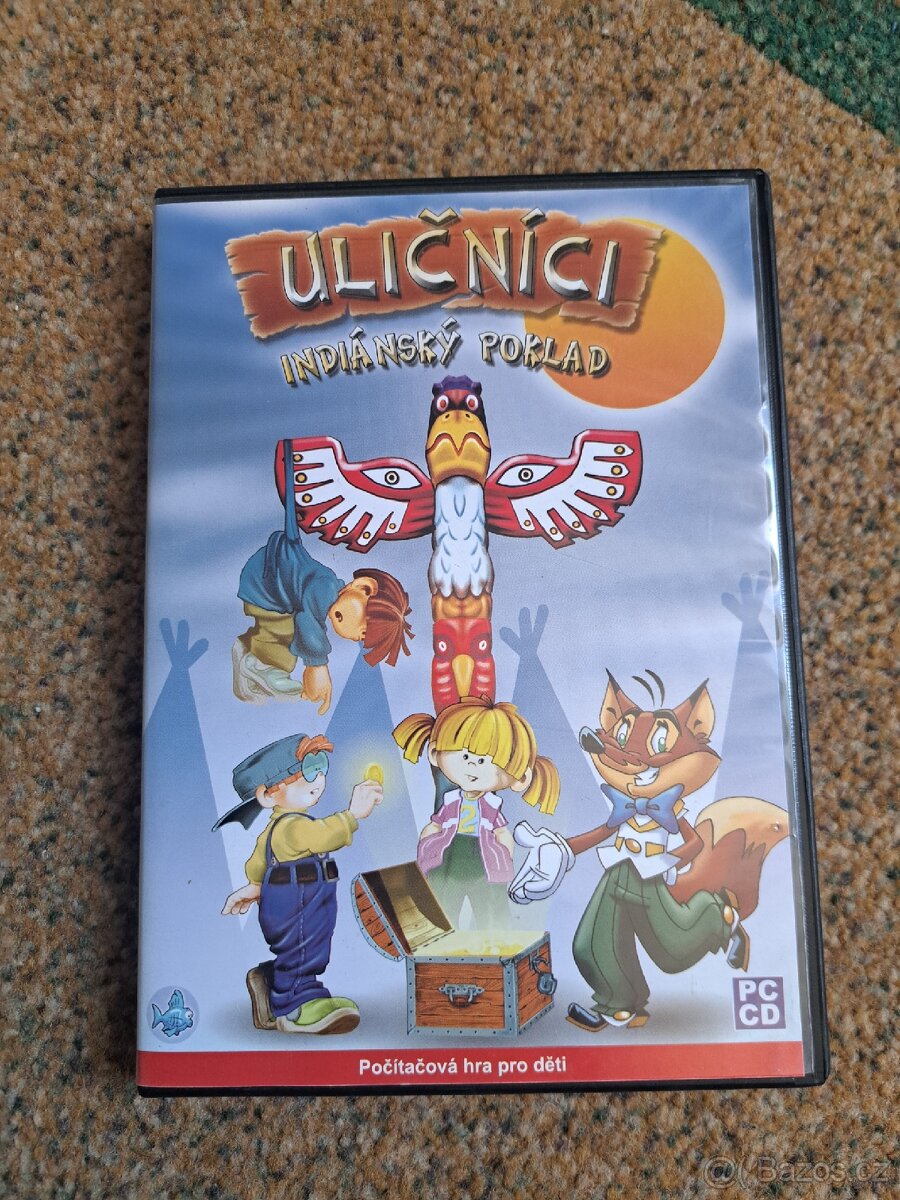 ULIČNÍCI
INDIÁNSKÝ POKLAD
2
PC
CD
Počítačová hra pro děti
@( Bazos.cz